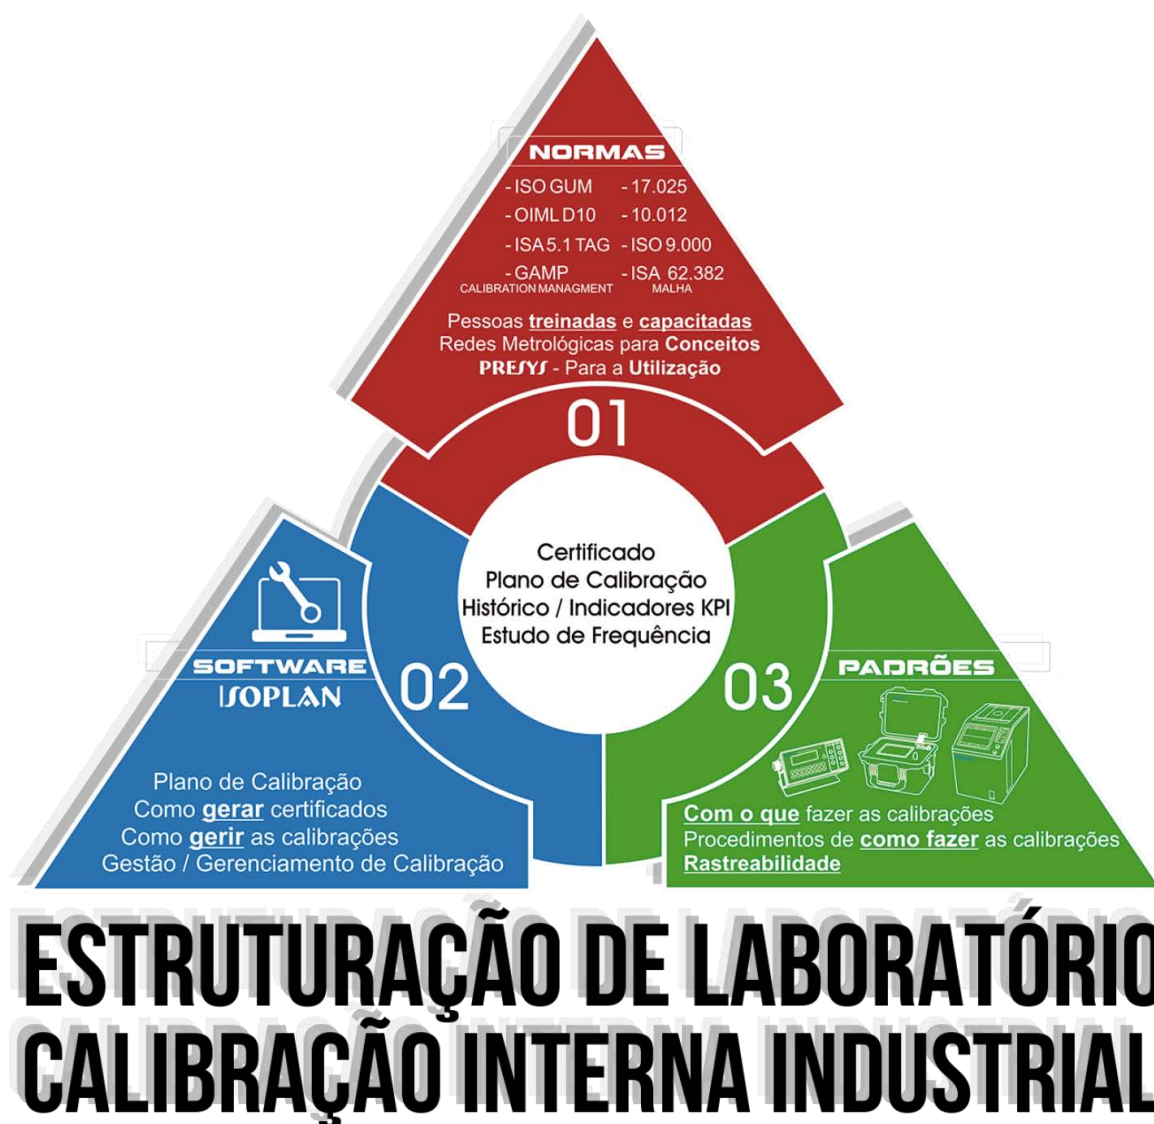 NORMAS
- ISO GUM - 17.025
- OIML D10 - 10.012
- ISA 5.1 TAG - ISO 9.000
- GAMP - ISA 62.382
CALIBRATION MANAGMENT MALHA
Pessoas treinadas e capacitadas
Redes Metrológicas para Conceitos
PRESYS - Para a Utilização
01
Certificado
Plano de Calibração
Histórico / Indicadores KPI
Estudo de Frequência
SOFTWARE
ISOPLAN
02
Plano de Calibração
Como gerar certificados
Como gerir as calibrações
Gestão / Gerenciamento de Calibração
03
PADRÕES
Com o que fazer as calibrações
Procedimentos de como fazer as calibrações
Rastreabilidade
ESTRUTURAÇÃO DE LABORATÓRIO
CALIBRAÇÃO INTERNA INDUSTRIAL